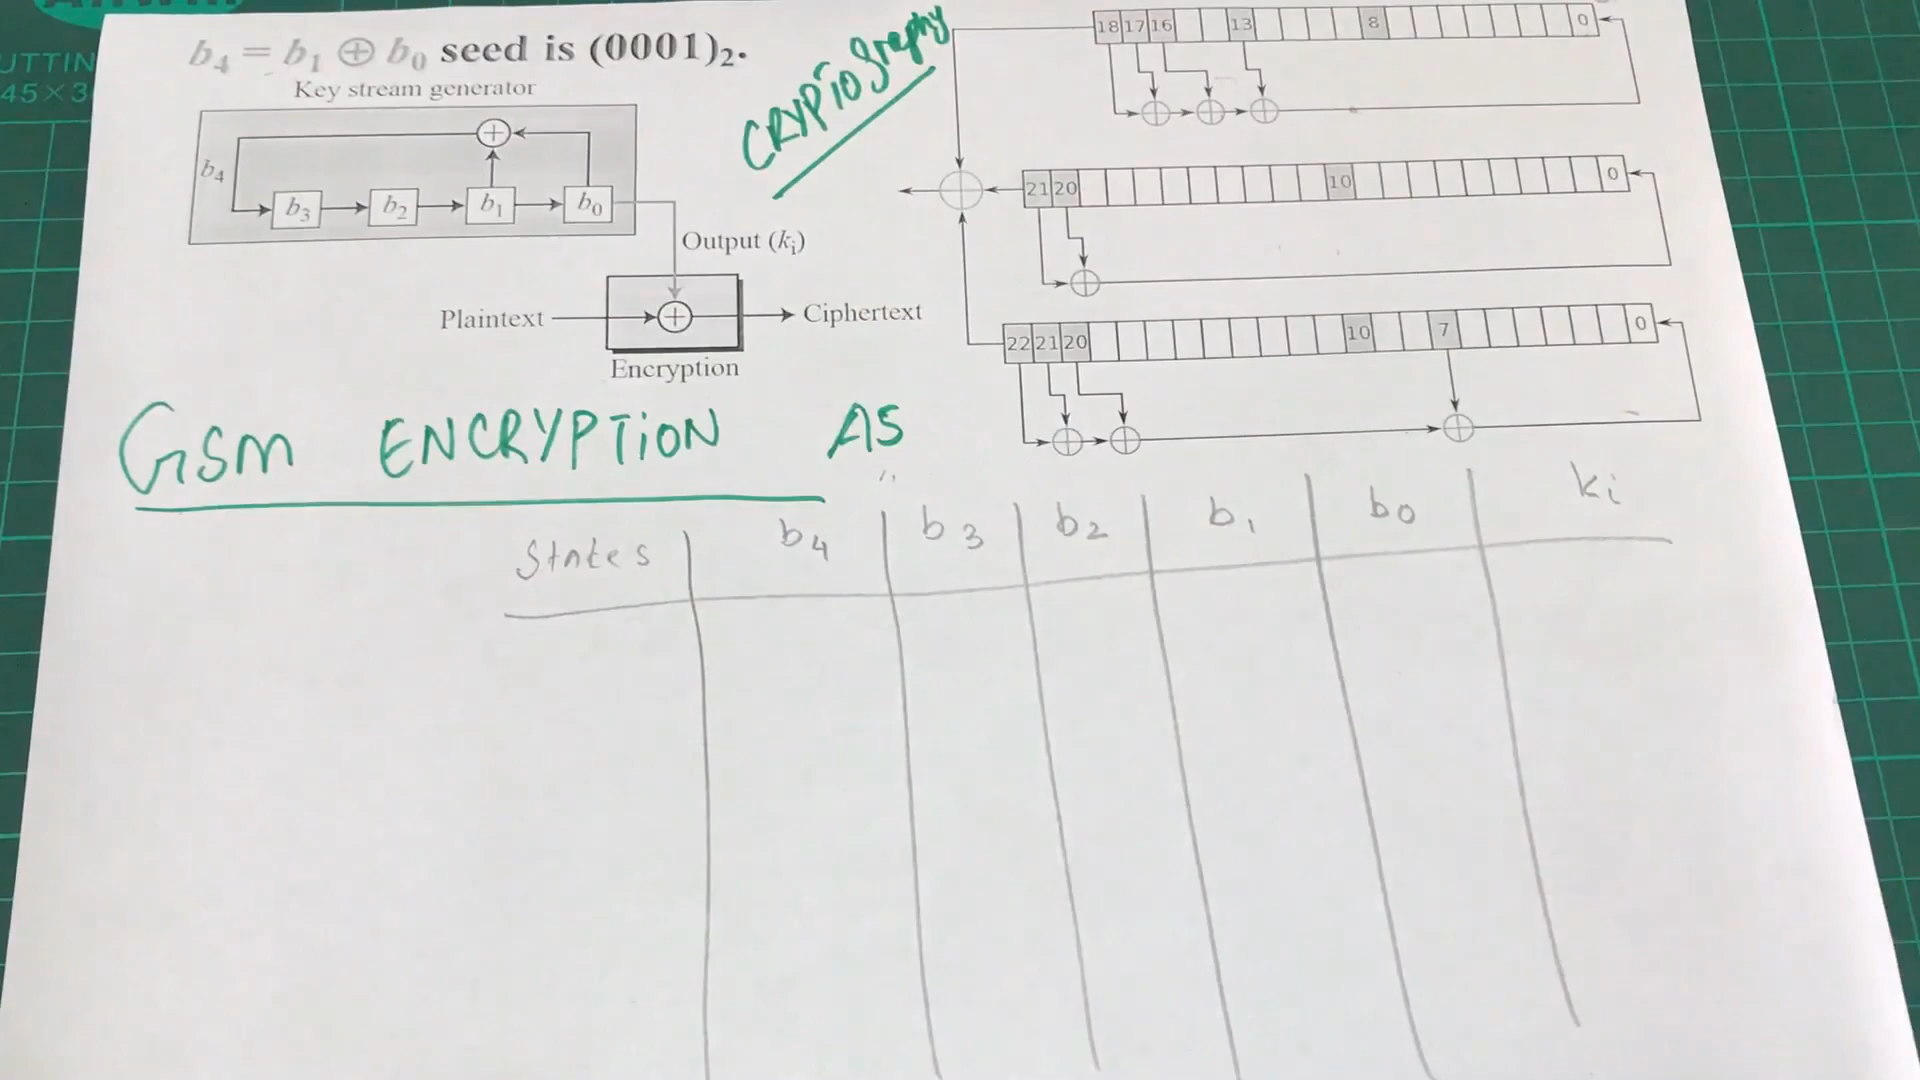 UTTIN
45×3
b₄ = b₁ ⊕ b₀ seed is (0001)₂.
Key stream generator
b₄
b₃ b₂ b₁ b₀
Output (kᵢ)
Plaintext
Ciphertext
Encryption
CRYPTOGraphy
18 17 16 13 8 0
21 20 10 0
22 21 20 10 7 0
GSM ENCRYPTiON A5
States b₄ b₃ b₂ b₁ b₀ ki